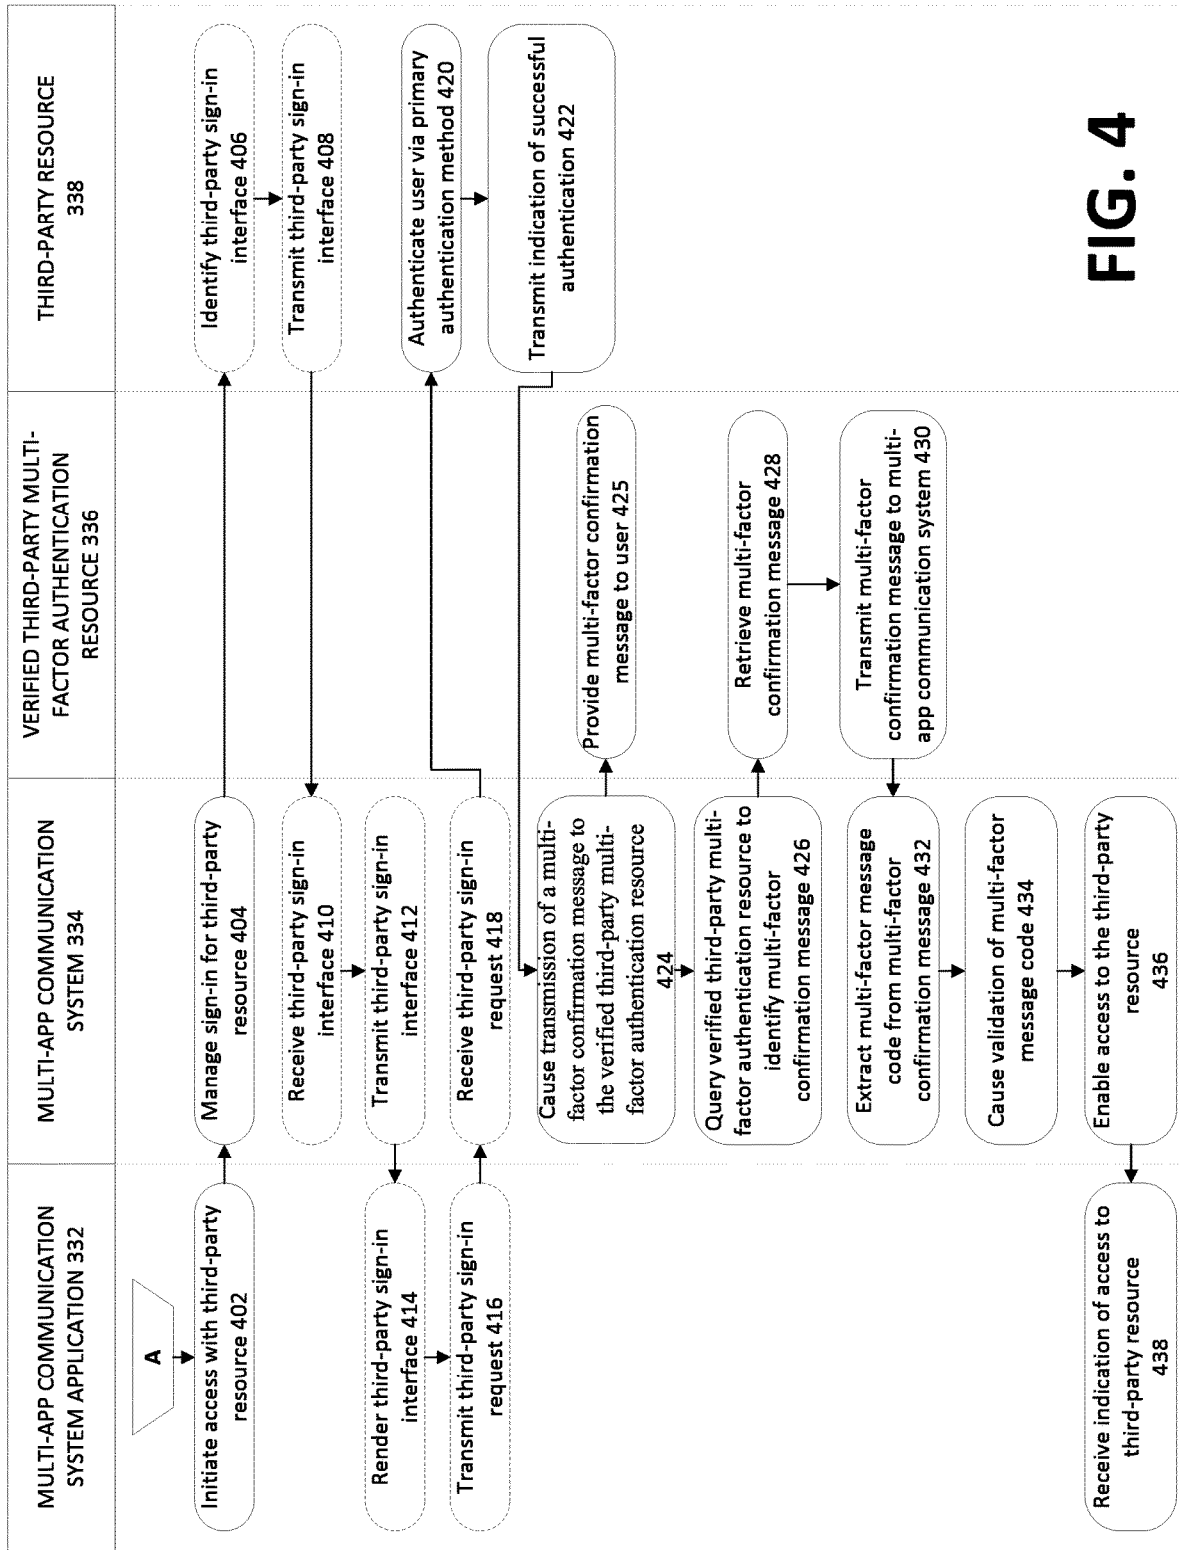 MULTI-APP COMMUNICATION
SYSTEM APPLICATION 332
MULTI-APP COMMUNICATION
SYSTEM 334
VERIFIED THIRD-PARTY MULTI-
FACTOR AUTHENTICATION
RESOURCE 336
THIRD-PARTY RESOURCE
338
A
Initiate access with third-party
resource 402
Manage sign-in for third-party
resource 404
Identify third-party sign-in
interface 406
Transmit third-party sign-in
interface 408
Receive third-party sign-in
interface 410
Transmit third-party sign-in
interface 412
Render third-party sign-in
interface 414
Transmit third-party sign-in
request 416
Receive third-party sign-in
request 418
Authenticate user via primary
authentication method 420
Transmit indication of successful
authentication 422
Cause transmission of a multi-
factor confirmation message to
the verified third-party multi-
factor authentication resource
424
Provide multi-factor confirmation
message to user 425
Query verified third-party multi-
factor authentication resource to
identify multi-factor
confirmation message 426
Retrieve multi-factor
confirmation message 428
Transmit multi-factor
confirmation message to multi-
app communication system 430
Extract multi-factor message
code from multi-factor
confirmation message 432
Cause validation of multi-factor
message code 434
Enable access to the third-party
resource
436
Receive indication of access to
third-party resource
438
FIG. 4